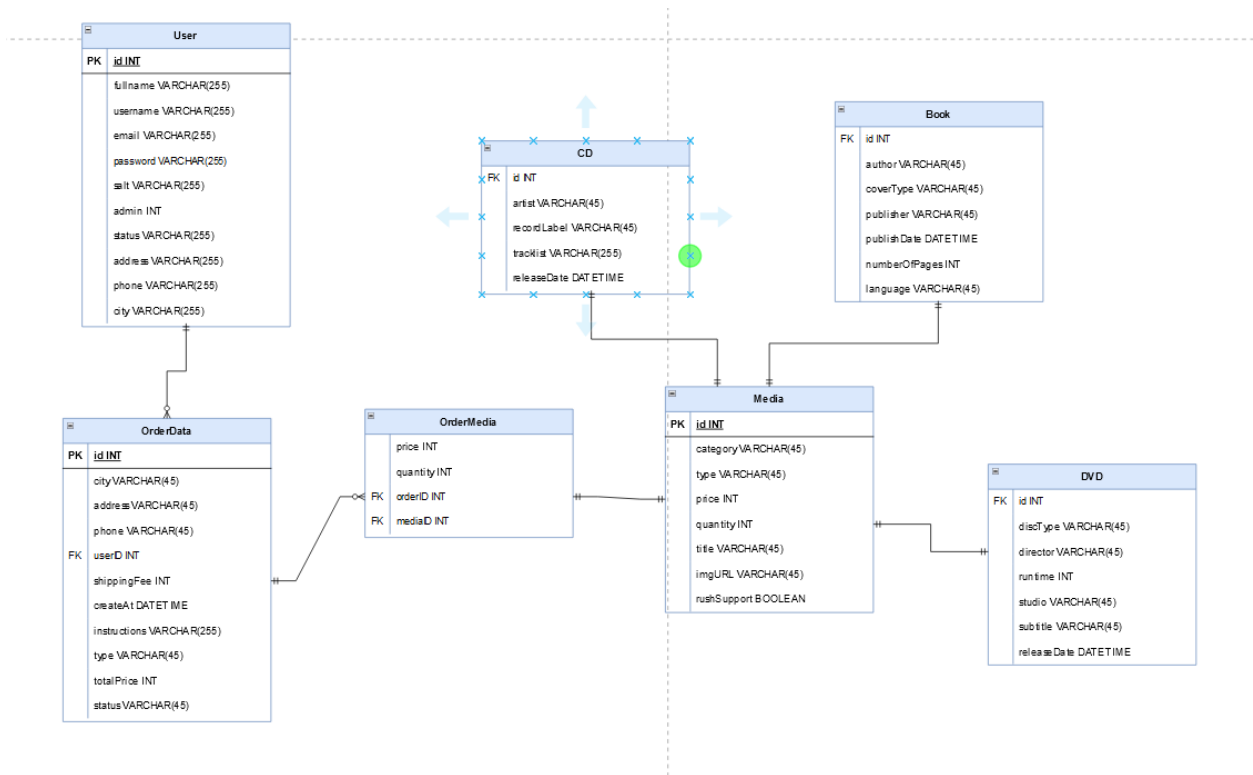 User
PK id INT
fullname VARCHAR(255)
username VARCHAR(255)
email VARCHAR(255)
password VARCHAR(255)
salt VARCHAR(255)
admin INT
status VARCHAR(255)
address VARCHAR(255)
phone VARCHAR(255)
city VARCHAR(255)
CD
FK id INT
artist VARCHAR(45)
recordLabel VARCHAR(45)
tracklist VARCHAR(255)
releaseDate DATETIME
Book
FK id INT
author VARCHAR(45)
coverType VARCHAR(45)
publisher VARCHAR(45)
publishDate DATETIME
numberOfPages INT
language VARCHAR(45)
OrderData
PK id INT
city VARCHAR(45)
address VARCHAR(45)
phone VARCHAR(45)
FK userID INT
shippingFee INT
createAt DATETIME
instructions VARCHAR(255)
type VARCHAR(45)
totalPrice INT
status VARCHAR(45)
OrderMedia
price INT
quantity INT
FK orderID INT
FK mediaID INT
Media
PK id INT
category VARCHAR(45)
type VARCHAR(45)
price INT
quantity INT
title VARCHAR(45)
imgURL VARCHAR(45)
rushSupport BOOLEAN
DVD
FK id INT
discType VARCHAR(45)
director VARCHAR(45)
runtime INT
studio VARCHAR(45)
subtitle VARCHAR(45)
releaseDate DATETIME